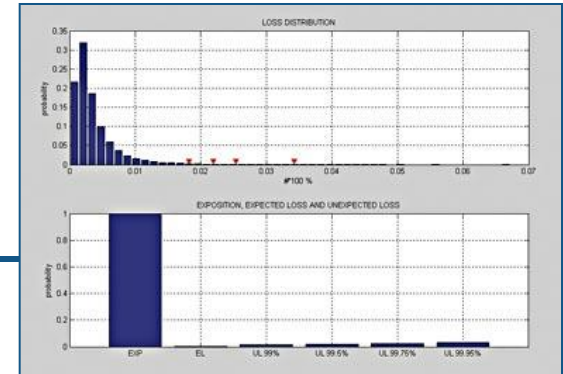 LOSS DISTRIBUTION
0.35
0.3
0.25
0.2
0.15
0.1
0.05
0
probability
0 0.01 0.02 0.03 0.04 0.05 0.06 0.07
#*100 %
EXPOSITION, EXPECTED LOSS AND UNEXPECTED LOSS
1
0.8
0.6
0.4
0.2
0
probability
EXP EL UL 99% UL 99.5% UL 99.75% UL 99.95%